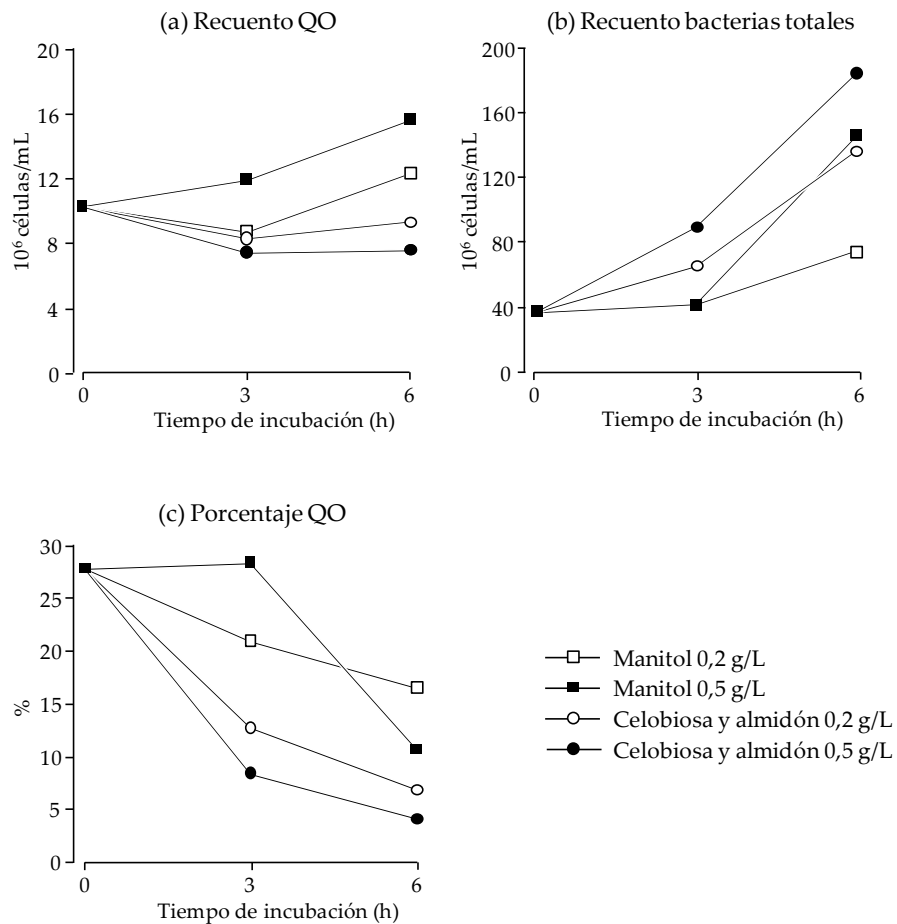 (a) Recuento QO
20
16
12
8
4
0
10⁶ células/mL
0 3 6
Tiempo de incubación (h)
(b) Recuento bacterias totales
200
160
120
80
40
0
10⁶ células/mL
0 3 6
Tiempo de incubación (h)
(c) Porcentaje QO
30
25
20
15
10
5
0
%
0 3 6
Tiempo de incubación (h)
Manitol 0,2 g/L
Manitol 0,5 g/L
Celobiosa y almidón 0,2 g/L
Celobiosa y almidón 0,5 g/L